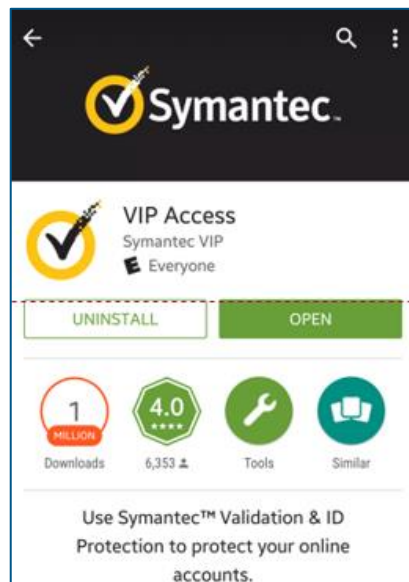 Symantec™
VIP Access
Symantec VIP
E Everyone
UNINSTALL OPEN
1 4.0
MILLION
Downloads 6,353 Tools Similar
Use Symantec™ Validation & ID
Protection to protect your online
accounts.